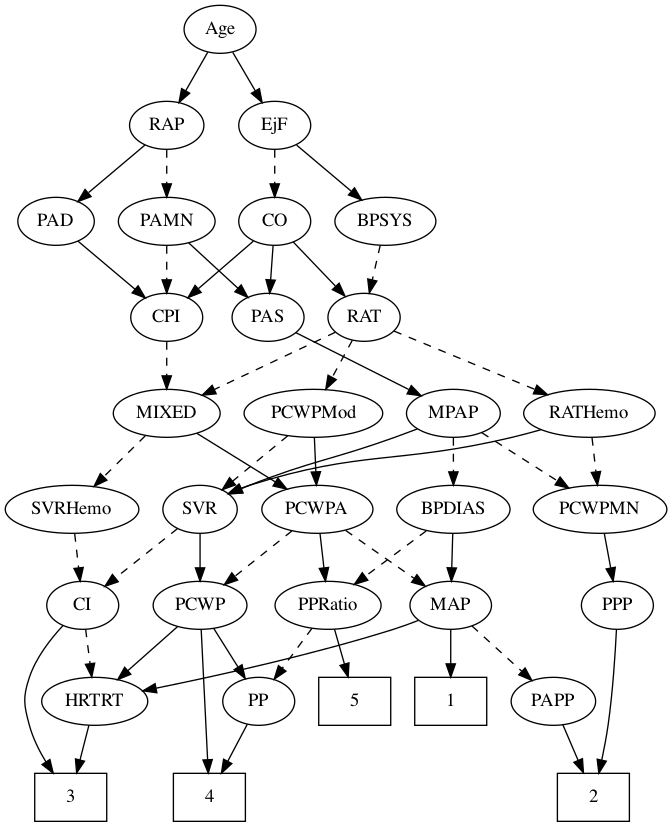 Age
RAP EjF
PAD PAMN CO BPSYS
CPI PAS RAT
MIXED PCWPMod MPAP RATHemo
SVRHemo SVR PCWPA BPDIAS PCWPMN
CI PCWP PPRatio MAP PPP
HRTRT PP 5 1 PAPP
3 4 2